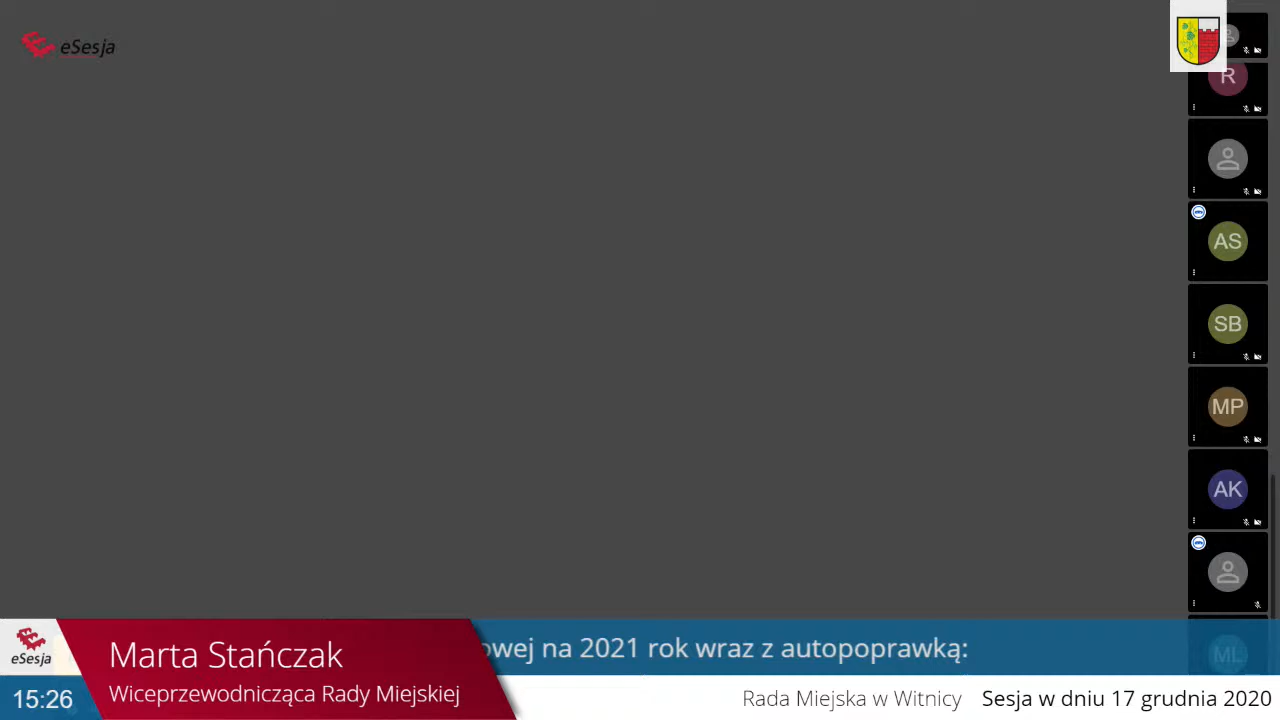 eSesja
R
AS
SB
MP
AK
ML
eSesja
Marta Stańczak
Wiceprzewodnicząca Rady Miejskiej
owej na 2021 rok wraz z autopoprawką:
15:26
Rada Miejska w Witnicy
Sesja w dniu 17 grudnia 2020